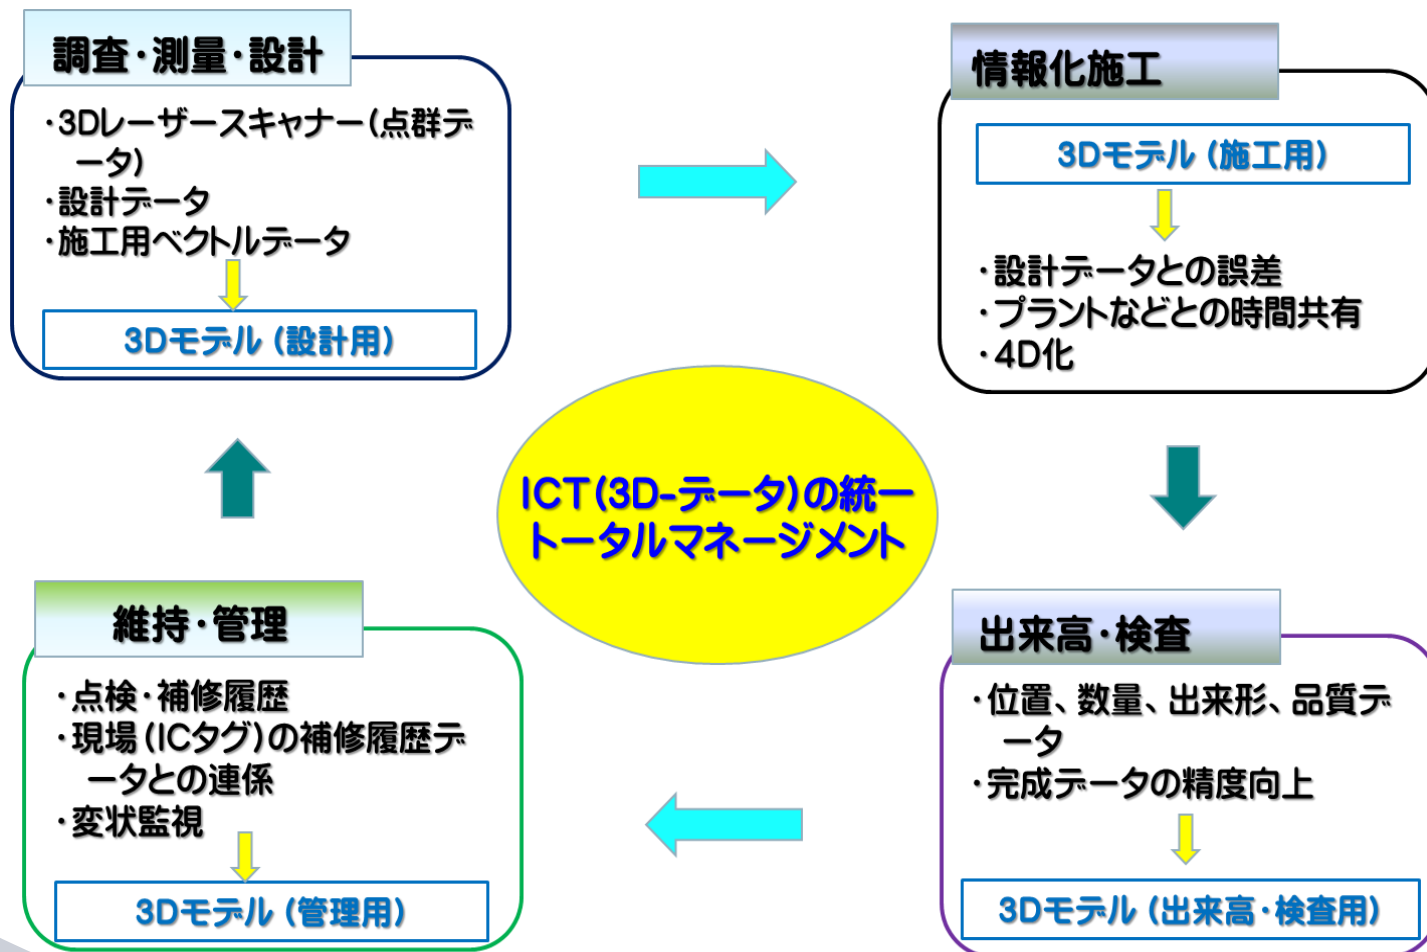 調査・測量・設計
・3Dレーザースキャナー(点群デ
ータ)
・設計データ
・施工用ベクトルデータ
3Dモデル（設計用）
情報化施工
3Dモデル（施工用）
・設計データとの誤差
・プラントなどとの時間共有
・4D化
ICT(3D-データ)の統一
トータルマネージメント
維持・管理
・点検・補修履歴
・現場（ICタグ）の補修履歴デ
ータとの連係
・変状監視
3Dモデル（管理用）
出来高・検査
・位置、数量、出来形、品質デ
ータ
・完成データの精度向上
3Dモデル（出来高・検査用）